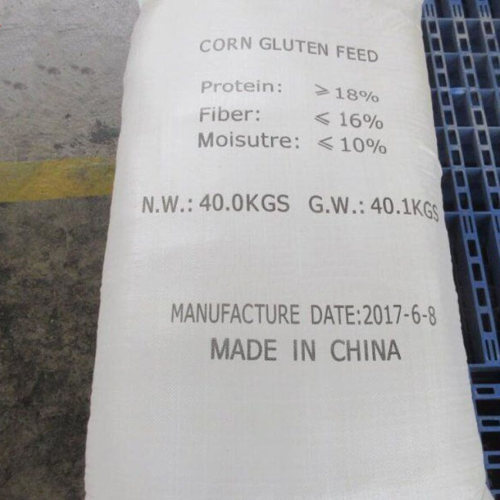 CORN GLUTEN FEED
Protein: ≥18%
Fiber: ≤16%
Moisutre: ≤10%
N.W.: 40.0KGS G.W.: 40.1KGS
MANUFACTURE DATE:2017-6-8
MADE IN CHINA